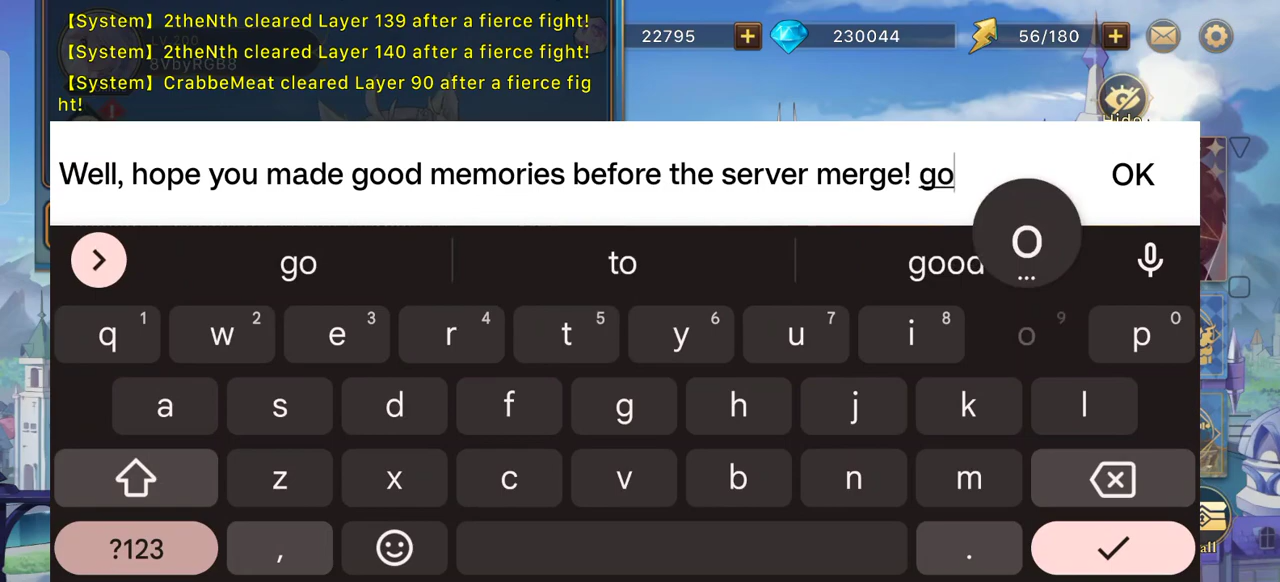 【System】2theNth cleared Layer 139 after a fierce fight!
【System】2theNth cleared Layer 140 after a fierce fight!
【System】CrabbeMeat cleared Layer 90 after a fierce fig
ht!
22795
230044
56/180
Hide
Well, hope you made good memories before the server merge! go
OK
go to good
o
q 1 w 2 e 3 r 4 t 5 y 6 u 7 i 8 o 9 p 0
a s d f g h j k l
z x c v b n m
?123 , .